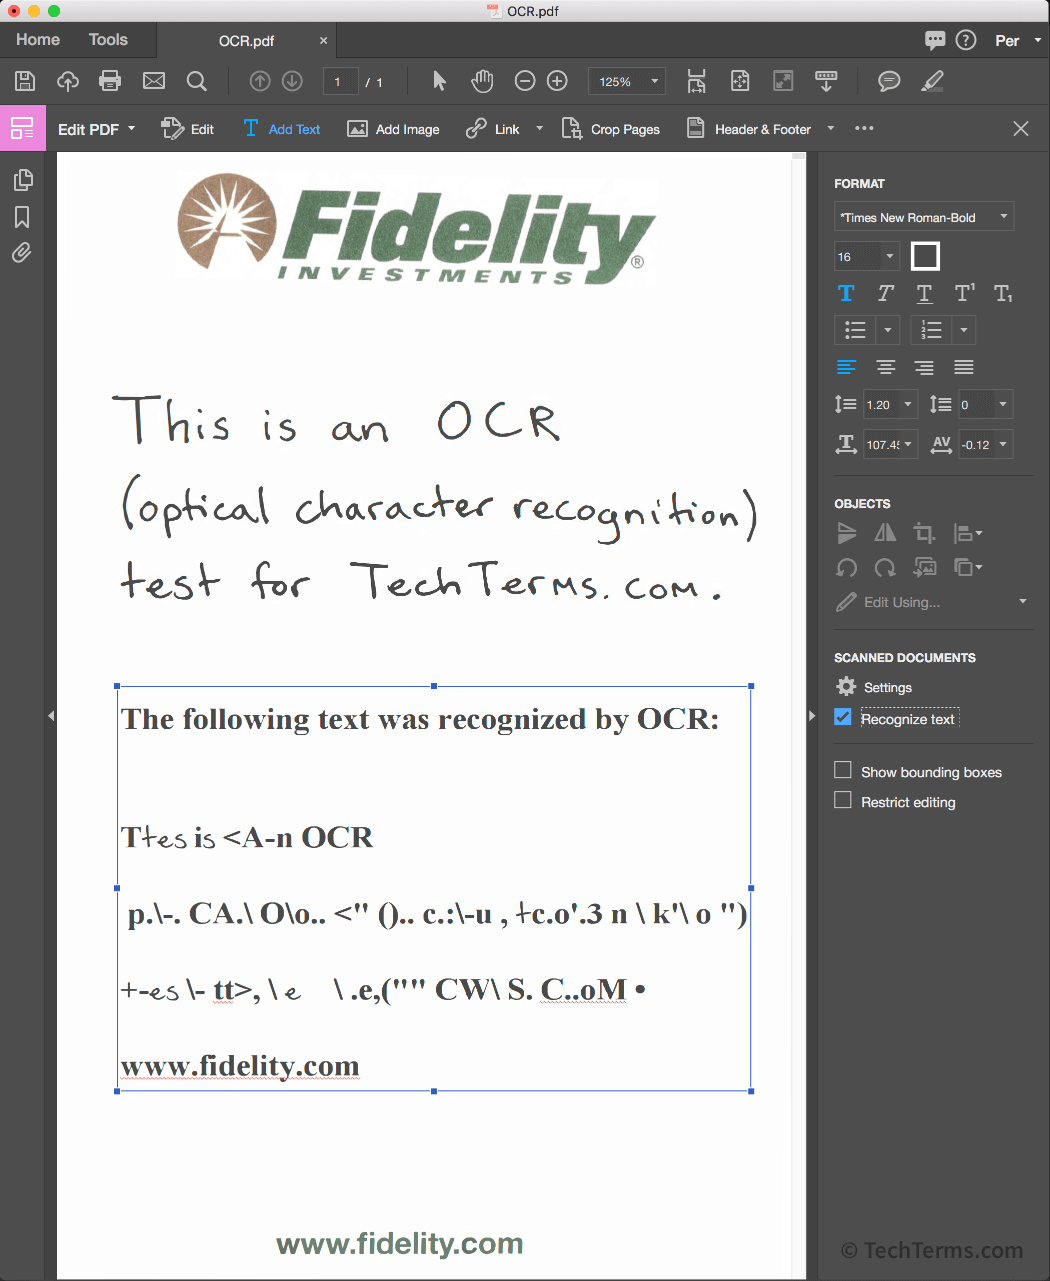 OCR.pdf
Home Tools OCR.pdf × ? Per
1 / 1 125%
Edit PDF Edit Add Text Add Image Link Crop Pages Header & Footer •••
Fidelity
INVESTMENTS®
This is an OCR
(optical character recognition)
test for TechTerms.com.
The following text was recognized by OCR:
Ttes is <A-n OCR
p.\-. CA.\ O\o.. <" ().. c.:\-u , tc.o'.3 n \ k'\ o ")
+-es \- tt>, \ e \ .e,("" CW\ S. C..oM •
www.fidelity.com
www.fidelity.com
FORMAT
*Times New Roman-Bold
16
T T T T¹ T₁
1.20 0
107.45 AV -0.12
OBJECTS
Edit Using...
SCANNED DOCUMENTS
Settings
Recognize text
Show bounding boxes
Restrict editing
© TechTerms.com